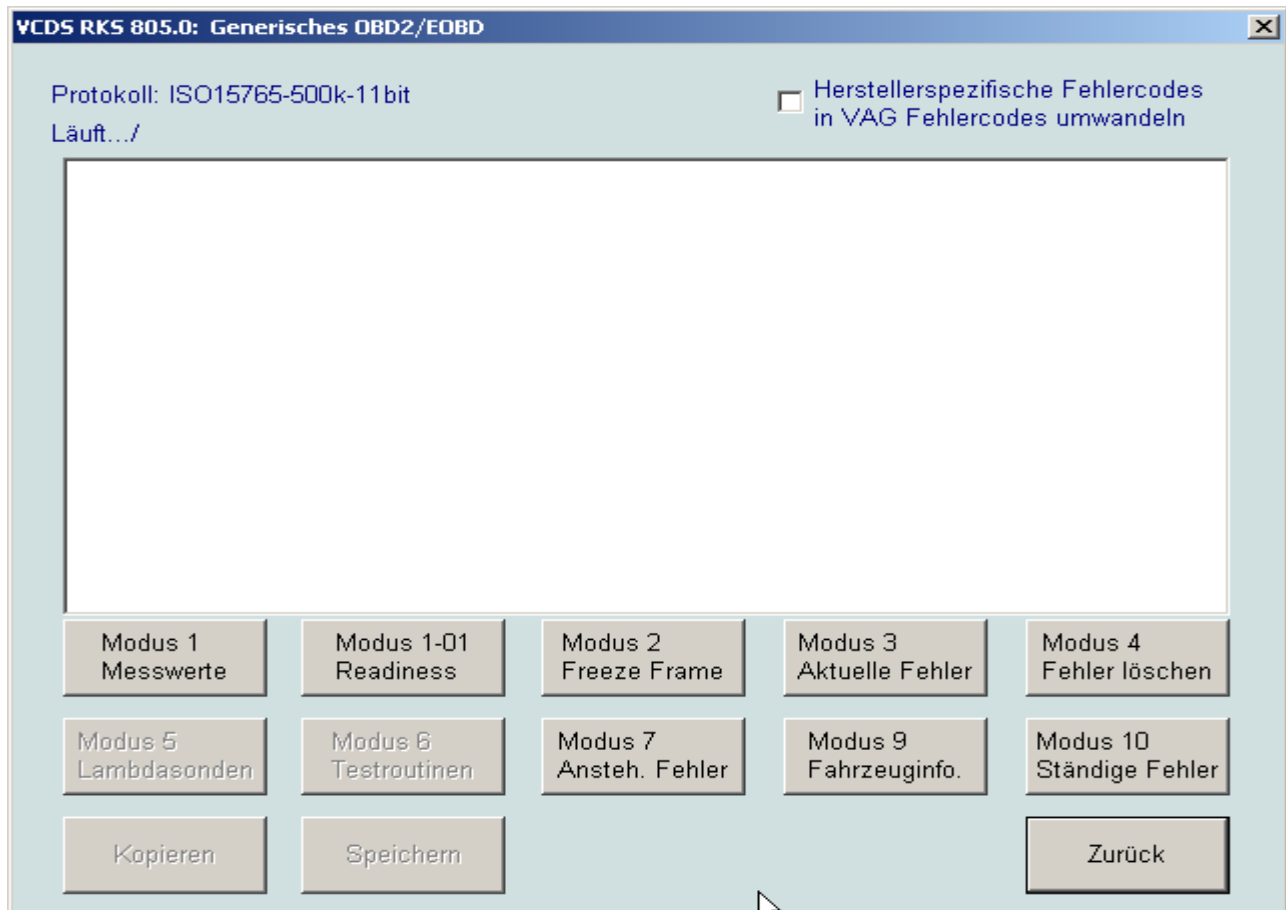 VCDS RKS 805.0: Generisches OBD2/EOBD
Protokoll: ISO15765-500k-11bit
Herstellerspezifische Fehlercodes
in VAG Fehlercodes umwandeln
Läuft.../
Modus 1
Messwerte
Modus 1-01
Readiness
Modus 2
Freeze Frame
Modus 3
Aktuelle Fehler
Modus 4
Fehler löschen
Modus 5
Lambdasonden
Modus 6
Testroutinen
Modus 7
Ansteh. Fehler
Modus 9
Fahrzeuginfo.
Modus 10
Ständige Fehler
Kopieren
Speichern
Zurück